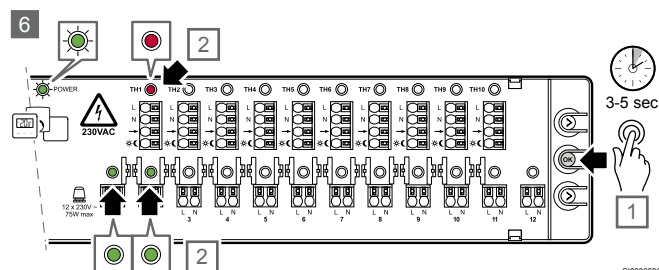 6
2
POWER
TH1 TH2 TH3 TH4 TH5 TH6 TH7 TH8 TH9 TH10
3-5 sec
L
N
230VAC
OK
1
12 x 230V ~
75W max
L N L N L N L N L N L N L N L N L N L N
3 4 5 6 7 8 9 10 11 12
2